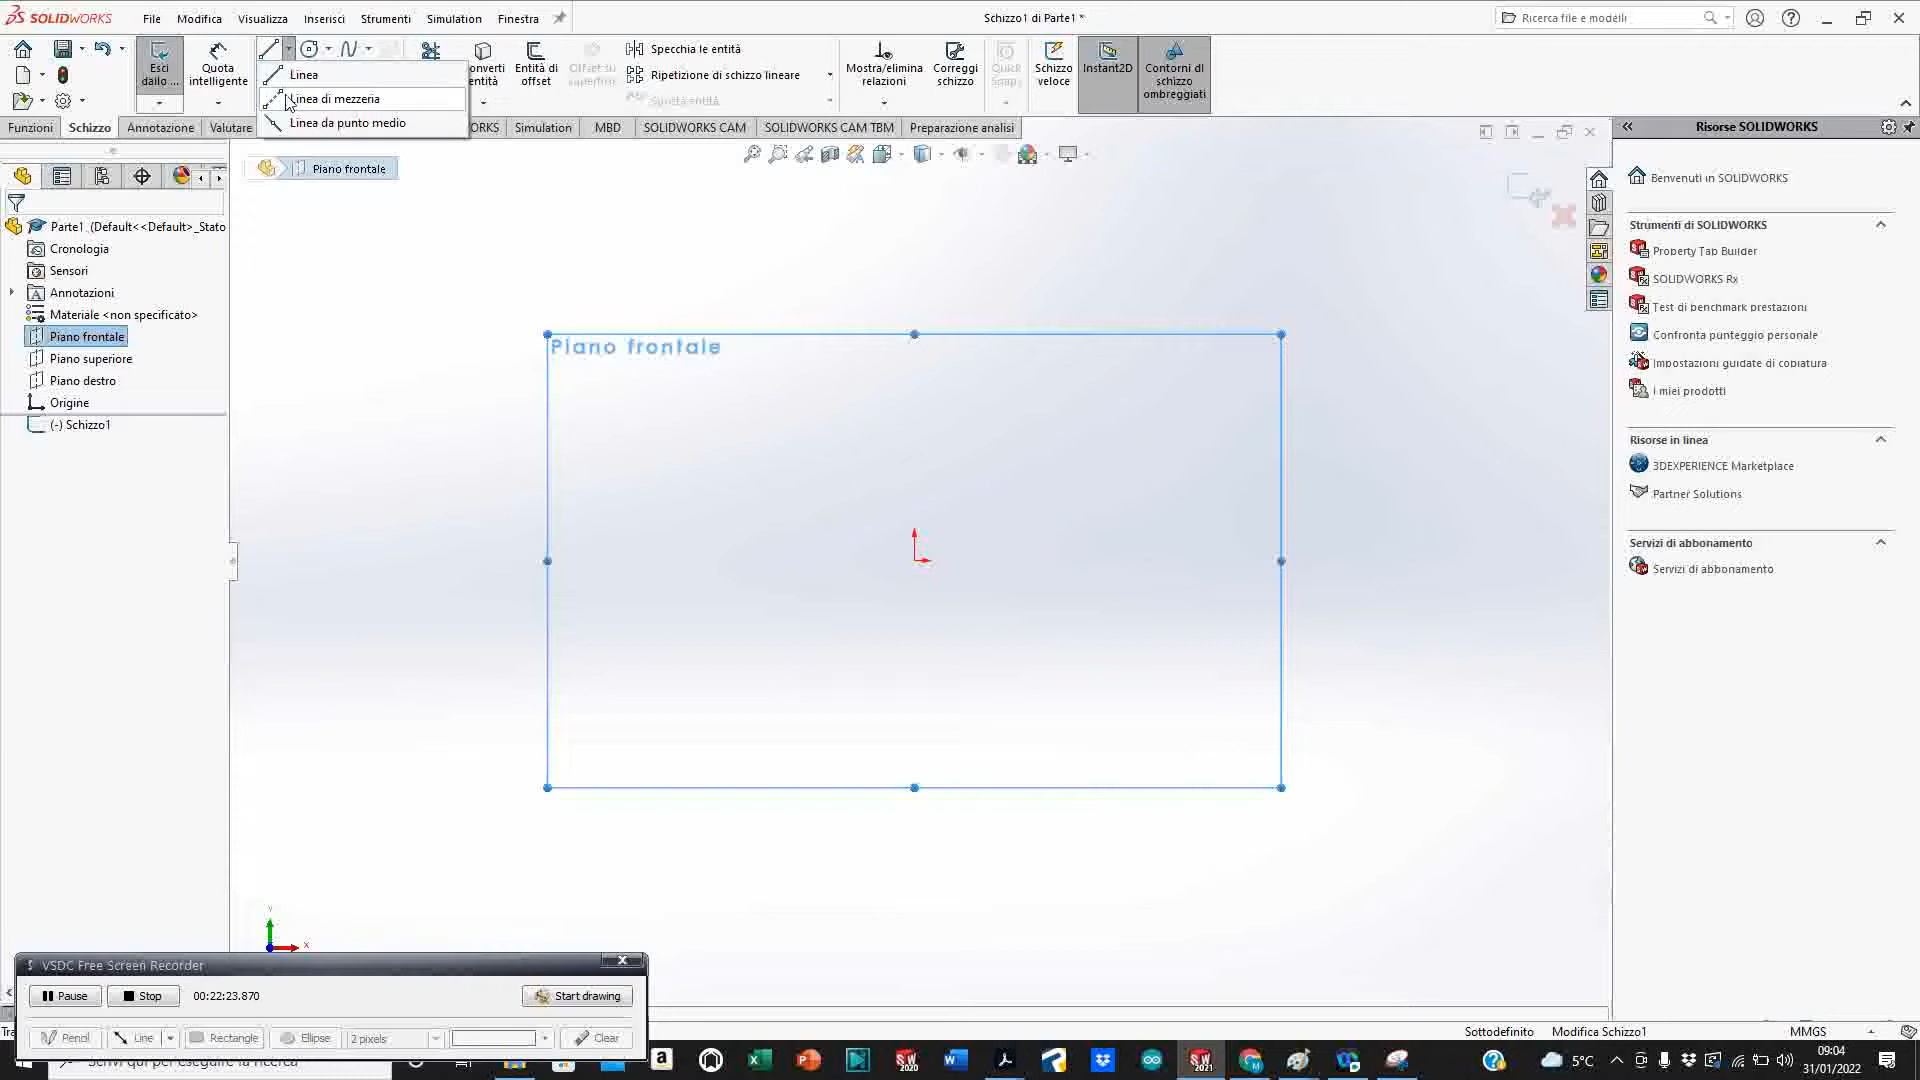 SOLIDWORKS
File
Modifica
Visualizza
Inserisci
Strumenti
Simulation
Finestra
Schizzo1 di Parte1 *
Ricerca file e modelli
Esci dallo ...
Quota intelligente
Linea
Linea di mezzeria
Linea da punto medio
onverti entità
Entità di offset
Offset su superfici
Specchia le entità
Ripetizione di schizzo lineare
Sposta entità
Mostra/elimina relazioni
Correggi schizzo
Quick Snap
Schizzo veloce
Instant2D
Contorni di schizzo ombreggiati
Funzioni
Schizzo
Annotazione
Valutare
ORKS
Simulation
MBD
SOLIDWORKS CAM
SOLIDWORKS CAM TBM
Preparazione analisi
Risorse SOLIDWORKS
Piano frontale
Parte1 (Default<<Default>_Stato
Cronologia
Sensori
Annotazioni
Materiale <non specificato>
Piano frontale
Piano superiore
Piano destro
Origine
(-) Schizzo1
Piano frontale
Benvenuti in SOLIDWORKS
Strumenti di SOLIDWORKS
Property Tap Builder
SOLIDWORKS Rx
Test di benchmark prestazioni
Confronta punteggio personale
Impostazioni guidate di copiatura
I miei prodotti
Risorse in linea
3DEXPERIENCE Marketplace
Partner Solutions
Servizi di abbonamento
Servizi di abbonamento
Y
X
VSDC Free Screen Recorder
Pause
Stop
00:22:23.870
Start drawing
Pencil
Line
Rectangle
Ellipse
2 pixels
Clear
Tra
Sottodefinito
Modifica Schizzo1
MMGS
Scrivi qui per eseguire la ricerca
5°C
09:04
31/01/2022